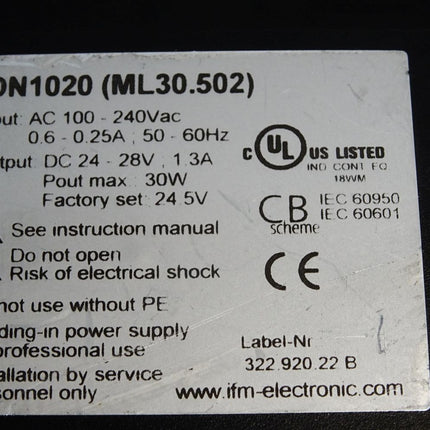 DN1020 (ML30.502)
put: AC 100 - 240Vac
0.6 - 0.25A ; 50 - 60Hz
tput: DC 24 - 28V ; 1.3A
Pout max: 30W
Factory set: 24.5V
c UL US LISTED
IND CONT EQ
18WM
CB scheme
IEC 60950
IEC 60601
See instruction manual
Do not open
Risk of electrical shock
CE
not use without PE
ding-in power supply
professional use
allation by service
sonnel only
Label-Nr
322.920.22 B
www.ifm-electronic.com